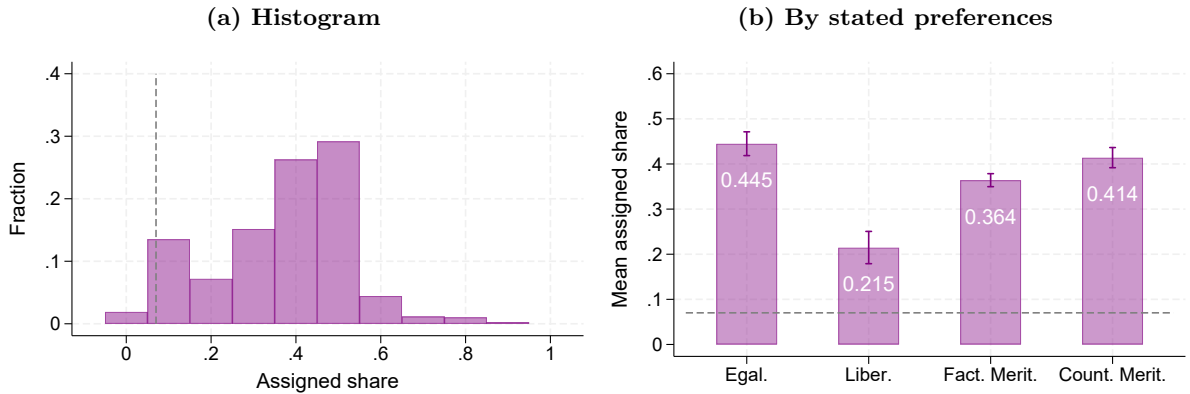 (a) Histogram
.4
.3
.2
.1
0
Fraction
0
.2
.4
.6
.8
1
Assigned share
(b) By stated preferences
.6
.5
.4
.3
.2
.1
0
Mean assigned share
0.445
0.215
0.364
0.414
Egal.
Liber.
Fact. Merit.
Count. Merit.